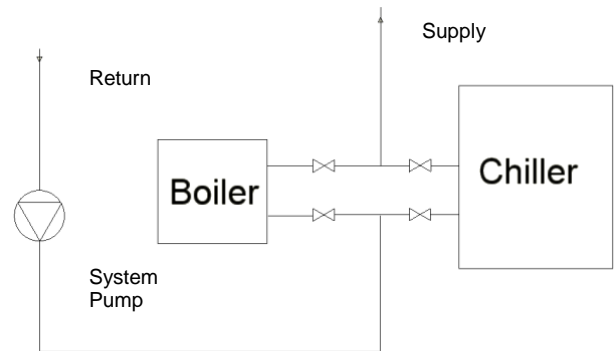 Supply
Return
Boiler
Chiller
System
Pump